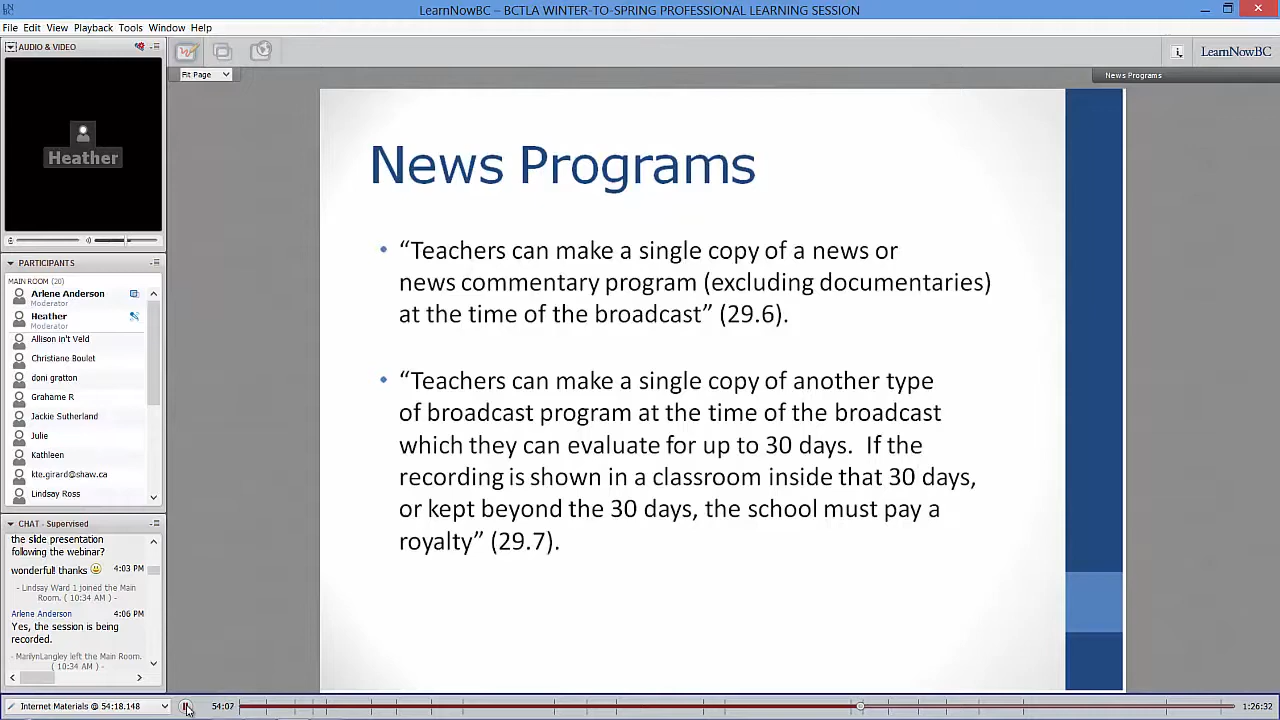 LearnNowBC – BCTLA WINTER-TO-SPRING PROFESSIONAL LEARNING SESSION
File Edit View Playback Tools Window Help
AUDIO & VIDEO
LearnNowBC
Fit Page
News Programs
Heather
News Programs
“Teachers can make a single copy of a news or
news commentary program (excluding documentaries)
at the time of the broadcast” (29.6).
“Teachers can make a single copy of another type
of broadcast program at the time of the broadcast
which they can evaluate for up to 30 days.  If the
recording is shown in a classroom inside that 30 days,
or kept beyond the 30 days, the school must pay a
royalty” (29.7).
PARTICIPANTS
MAIN ROOM (20)
Arlene Anderson
Moderator
Heather
Moderator
Allison in't Veld
Christiane Boulet
doni gratton
Grahame R
Jackie Sutherland
Julie
Kathleen
kte.girard@shaw.ca
Lindsay Ross
CHAT - Supervised
the slide presentation
following the webinar?
wonderful! thanks 4:03 PM
- Lindsay Ward 1 joined the Main
Room. ( 10:34 AM ) -
Arlene Anderson 4:06 PM
Yes, the session is being
recorded.
- MarilynLangley left the Main Room.
( 10:34 AM ) -
Internet Materials @ 54:18.148
54:07
1:26:32